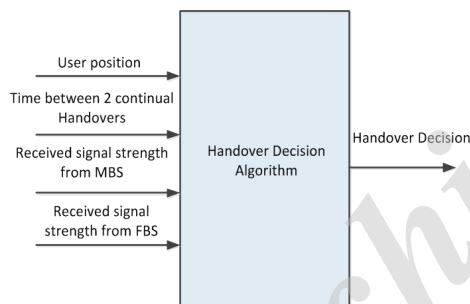 User position
Time between 2 continual
Handovers
Received signal strength
from MBS
Received signal
strength from FBS
Handover Decision
Algorithm
Handover Decision